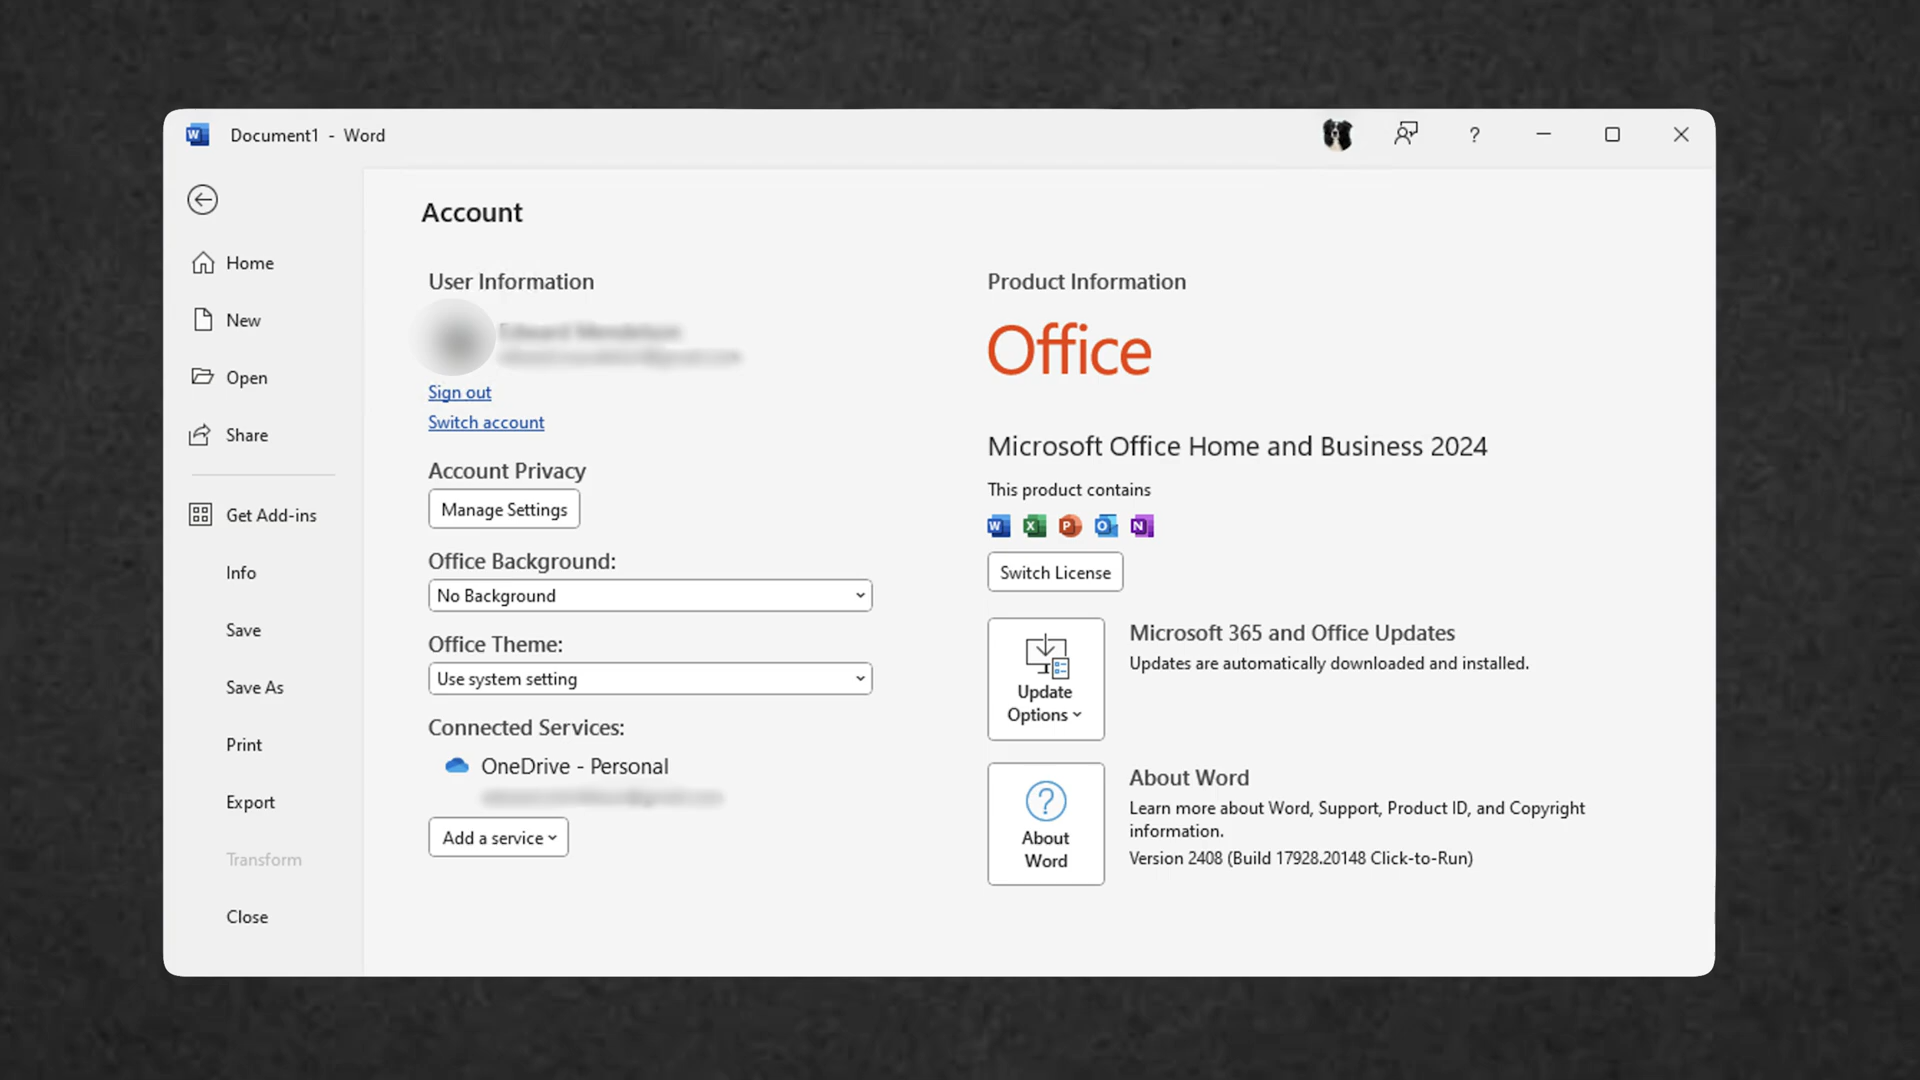 Document1 - Word
Home
New
Open
Share
Get Add-ins
Info
Save
Save As
Print
Export
Transform
Close
Account
User Information
Sign out
Switch account
Account Privacy
Manage Settings
Office Background:
No Background
Office Theme:
Use system setting
Connected Services:
OneDrive - Personal
Add a service
Product Information
Office
Microsoft Office Home and Business 2024
This product contains
Switch License
Update
Options
Microsoft 365 and Office Updates
Updates are automatically downloaded and installed.
About
Word
About Word
Learn more about Word, Support, Product ID, and Copyright
information.
Version 2408 (Build 17928.20148 Click-to-Run)